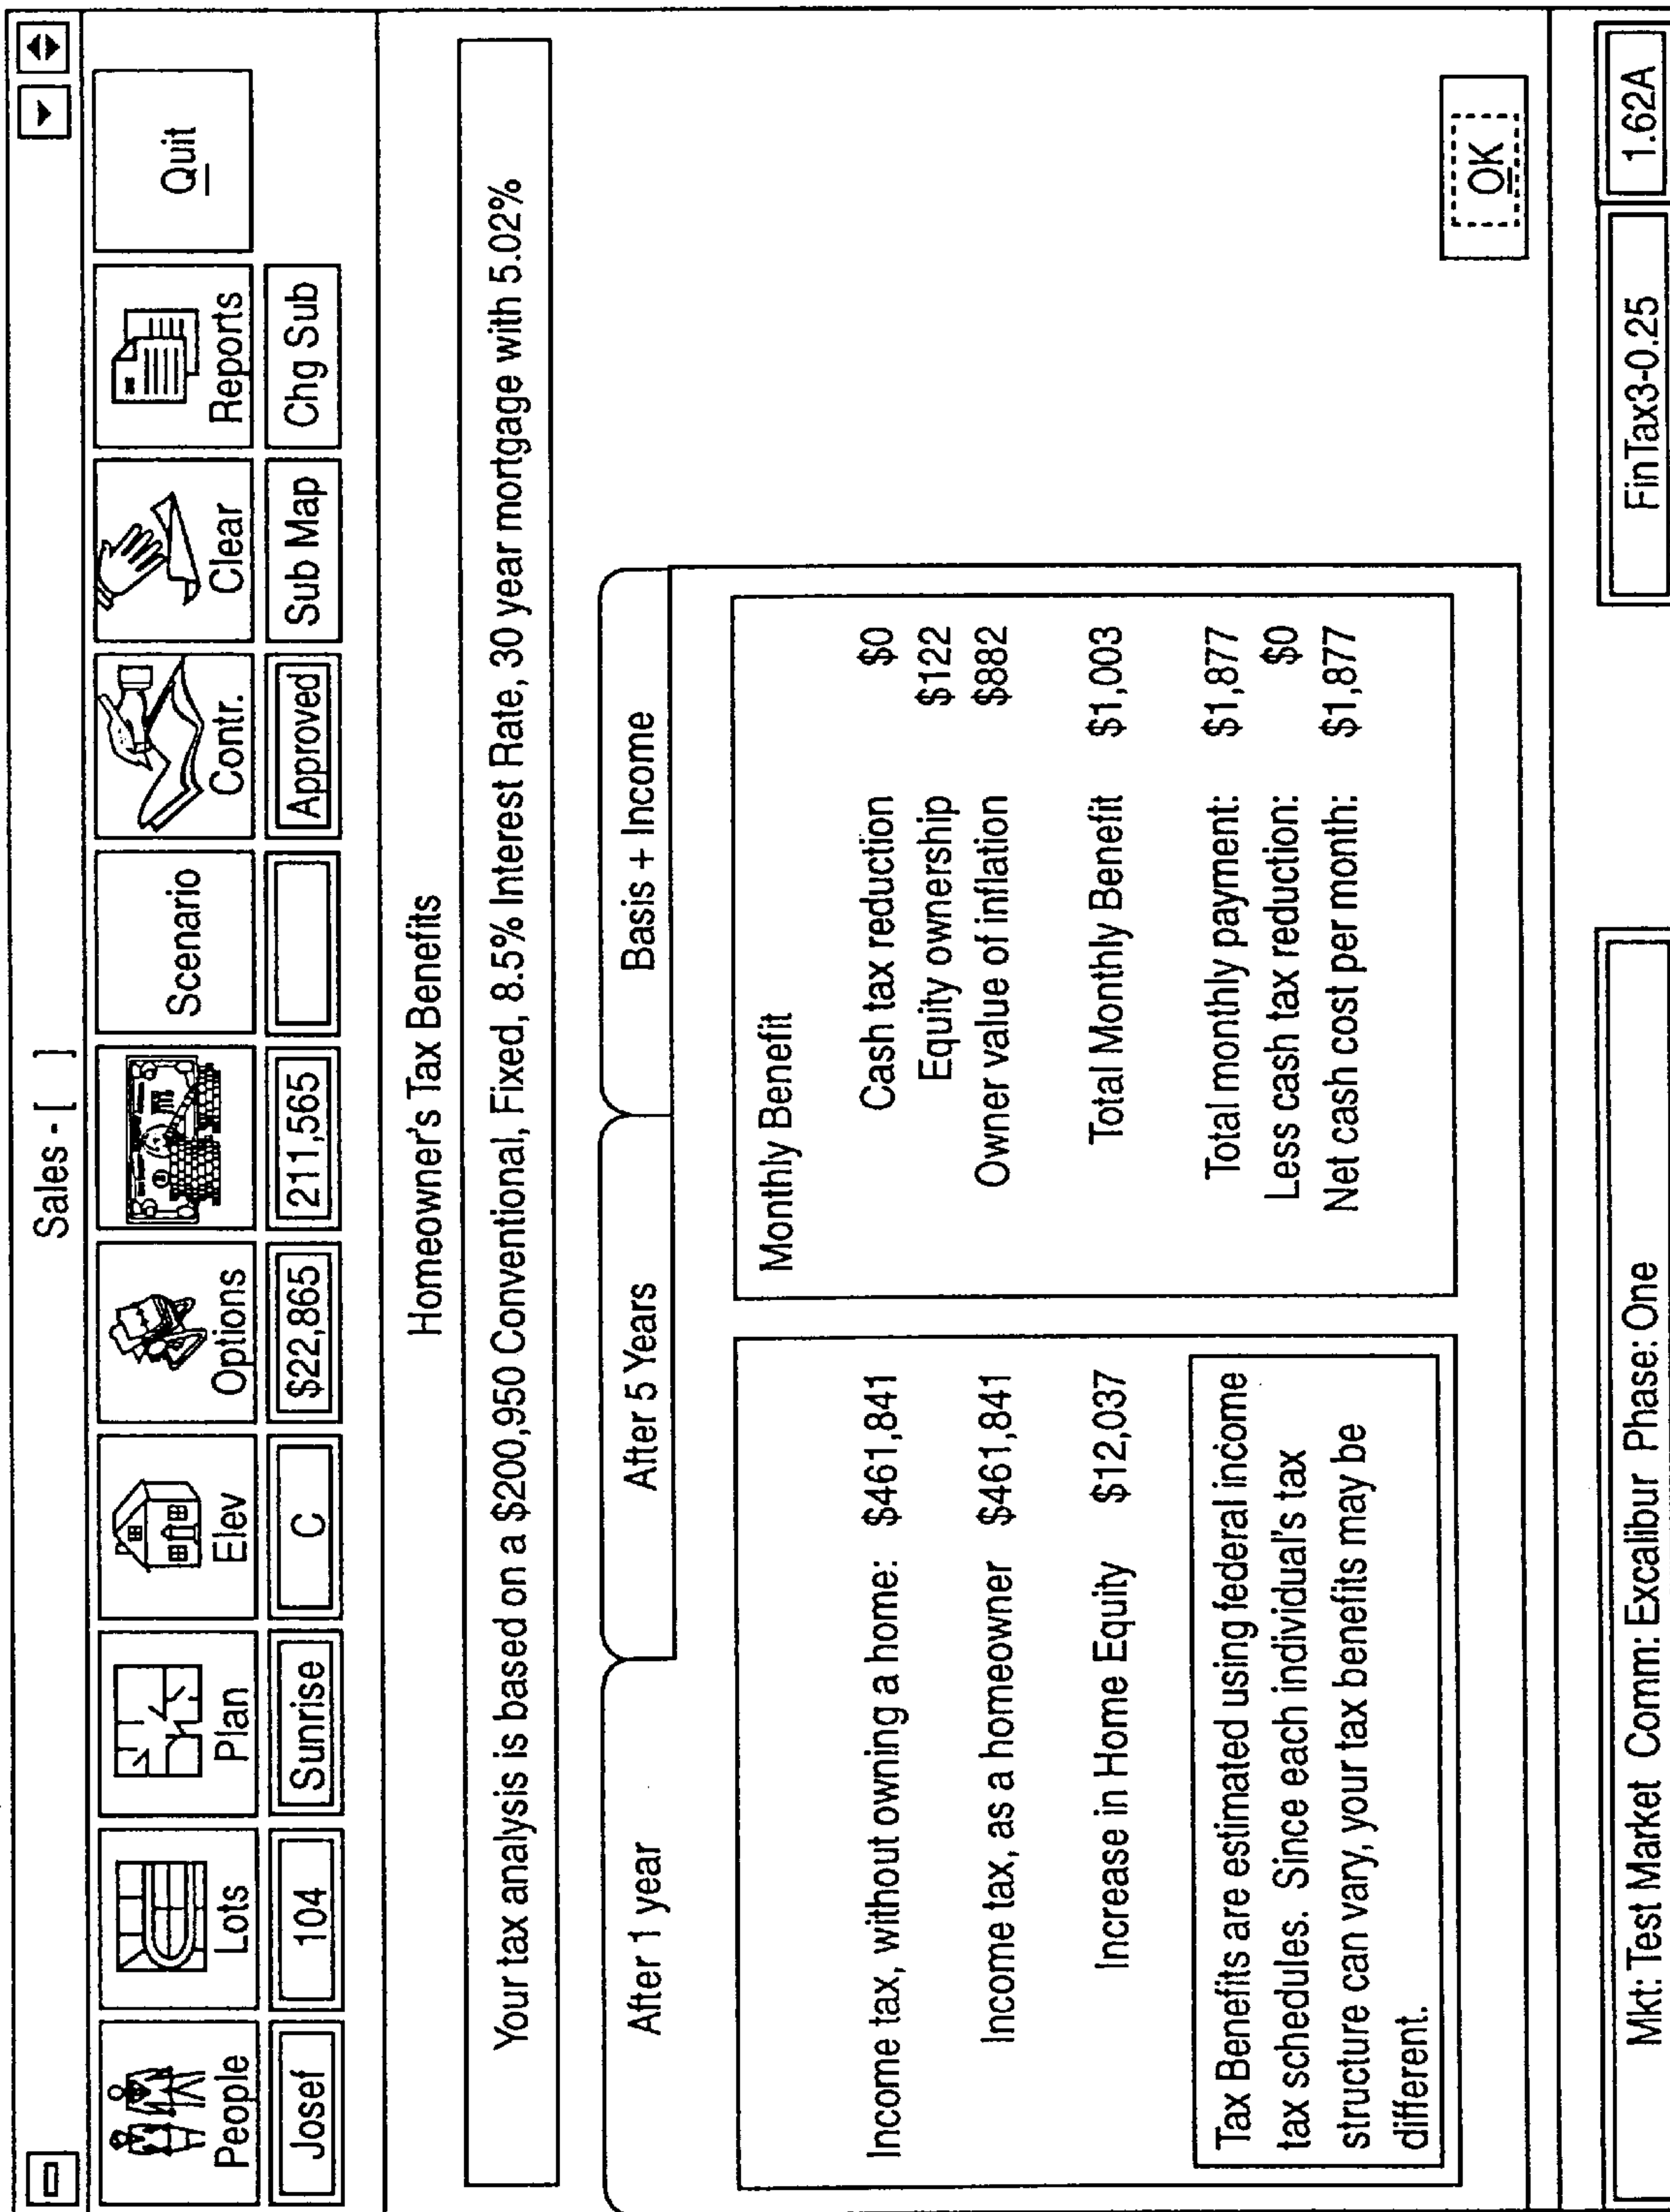 Sales - [ ]
People Lots Plan Elev Options Scenario Contr. Clear Reports Quit
Josef 104 Sunrise C $22,865 211,565 Approved Sub Map Chg Sub
Homeowner's Tax Benefits
Your tax analysis is based on a $200,950 Conventional, Fixed, 8.5% Interest Rate, 30 year mortgage with 5.02%
After 1 year After 5 Years Basis + Income
Income tax, without owning a home: $461,841
Income tax, as a homeowner $461,841
Increase in Home Equity $12,037
Tax Benefits are estimated using federal income
tax schedules. Since each individual's tax
structure can vary, your tax benefits may be
different.
Monthly Benefit
Cash tax reduction $0
Equity ownership $122
Owner value of inflation $882
Total Monthly Benefit $1,003
Total monthly payment: $1,877
Less cash tax reduction: $0
Net cash cost per month: $1,877
OK
Mkt: Test Market Comm: Excalibur Phase: One FinTax3-0.25 1.62A